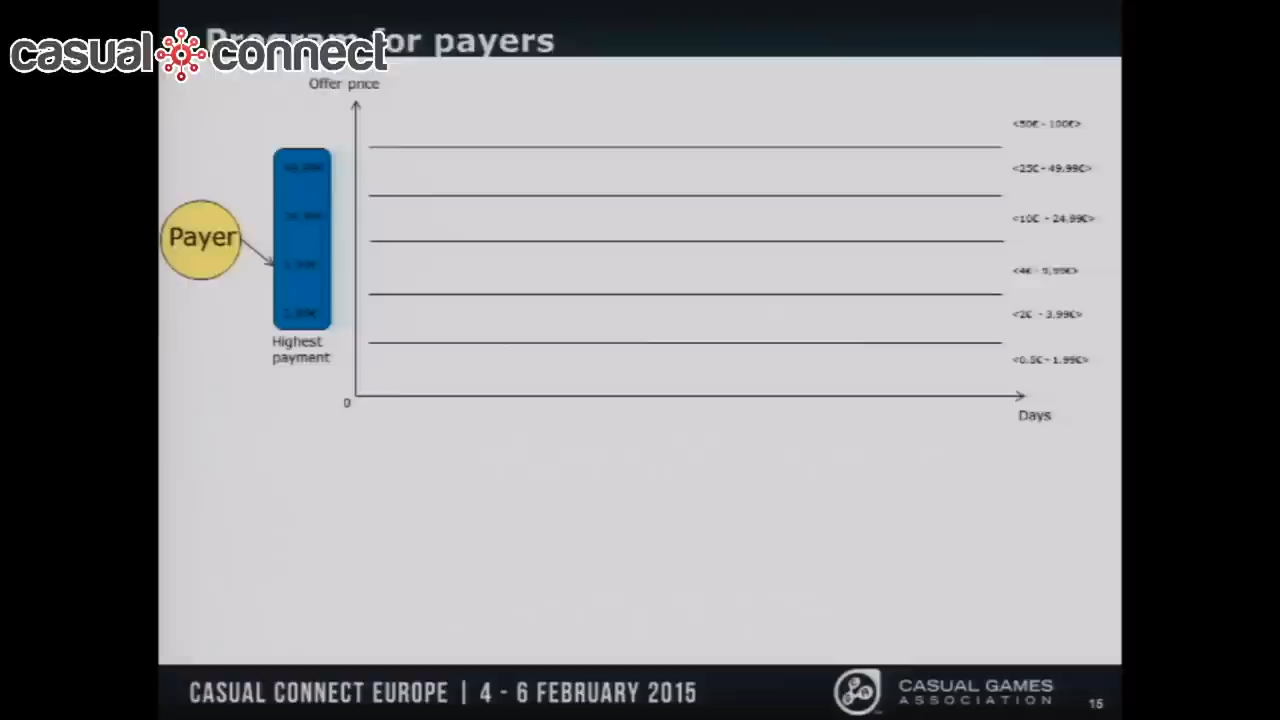 casual connect
Program for payers
Offer price
<50€ - 100€>
<25€ - 49.99€>
Payer
<10€ - 24.99€>
<2€ - 3.99€>
Highest
payment
<0.5€ - 1.99€>
0
Days
CASUAL CONNECT EUROPE | 4 - 6 FEBRUARY 2015
CASUAL GAMES
ASSOCIATION
15